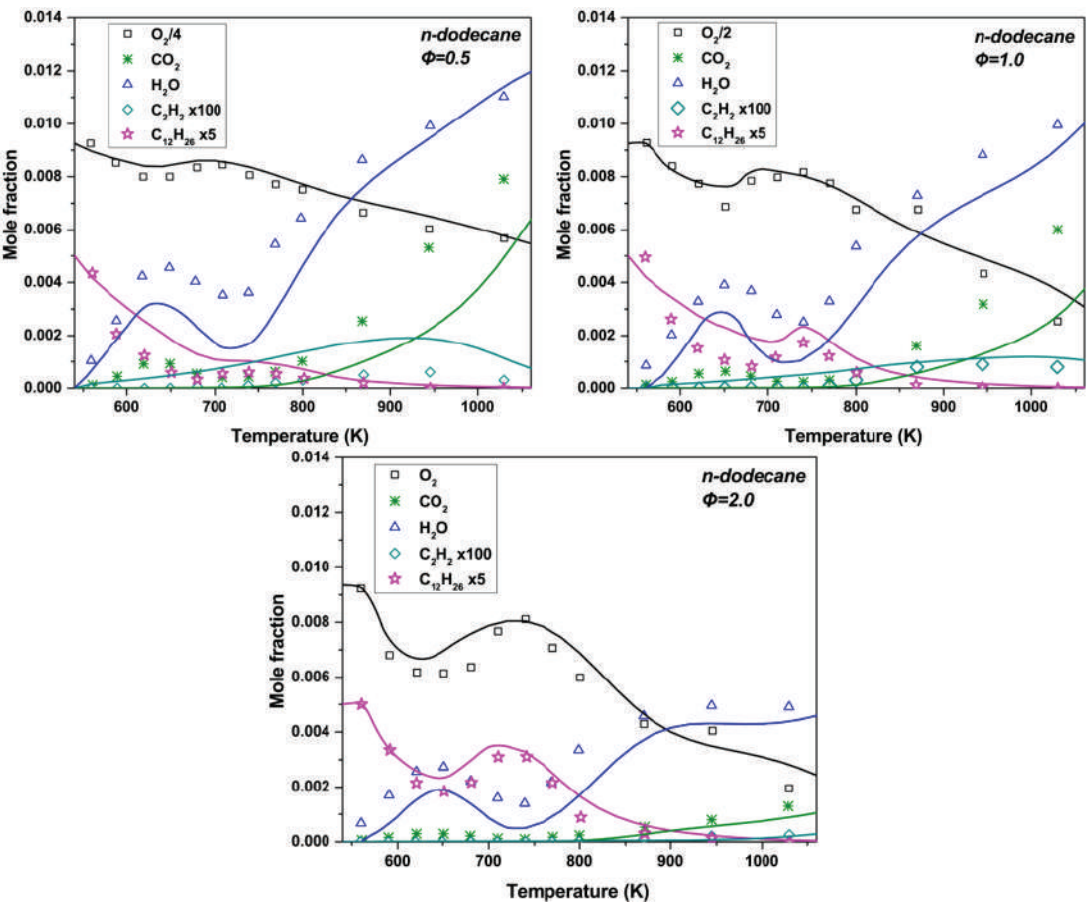 0.014
0.012
0.010
0.008
0.006
0.004
0.002
0.000
Mole fraction
O₂/4
CO₂
H₂O
C₂H₂ x100
C₁₂H₂₆ x5
n-dodecane
Φ=0.5
600 700 800 900 1000
Temperature (K)
0.014
0.012
0.010
0.008
0.006
0.004
0.002
0.000
Mole fraction
O₂/2
CO₂
H₂O
C₂H₂ x100
C₁₂H₂₆ x5
n-dodecane
Φ=1.0
600 700 800 900 1000
Temperature (K)
0.014
0.012
0.010
0.008
0.006
0.004
0.002
0.000
Mole fraction
O₂
CO₂
H₂O
C₂H₂ x100
C₁₂H₂₆ x5
n-dodecane
Φ=2.0
600 700 800 900 1000
Temperature (K)